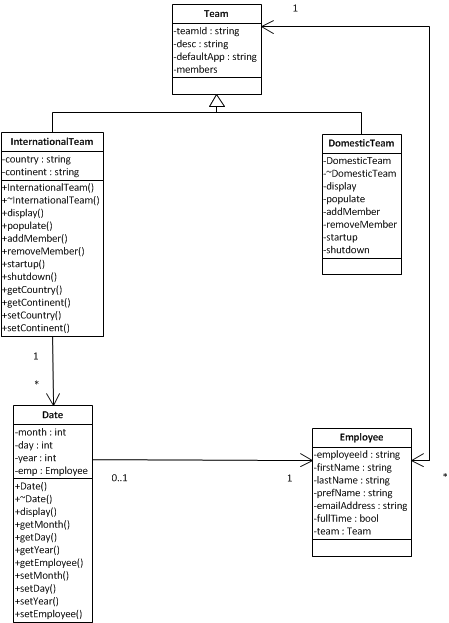 Team
-teamId : string
-desc : string
-defaultApp : string
-members
1
InternationalTeam
-country : string
-continent : string
+InternationalTeam()
+~InternationalTeam()
+display()
+populate()
+addMember()
+removeMember()
+startup()
+shutdown()
+getCountry()
+getContinent()
+setCountry()
+setContinent()
DomesticTeam
-DomesticTeam
-~DomesticTeam
-display
-populate
-addMember
-removeMember
-startup
-shutdown
1
*
Date
-month : int
-day : int
-year : int
-emp : Employee
+Date()
+~Date()
+display()
+getMonth()
+getDay()
+getYear()
+getEmployee()
+setMonth()
+setDay()
+setYear()
+setEmployee()
0..1
1
Employee
-employeeId : string
-firstName : string
-lastName : string
-prefName : string
-emailAddress : string
-fullTime : bool
-team : Team
*